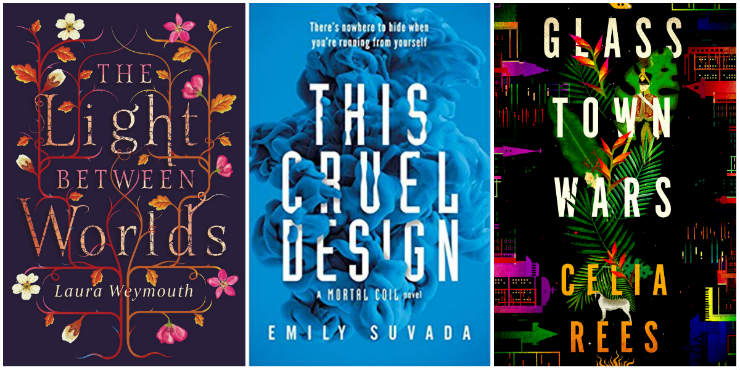 THE
Light
BETWEEN
Worlds
Laura Weymouth
There's nowhere to hide when
you're running from yourself
THIS
CRUEL
DESIGN
A MORTAL COIL novel
EMILY SUVADA
GLASS
TOWN
WARS
CELIA
REES